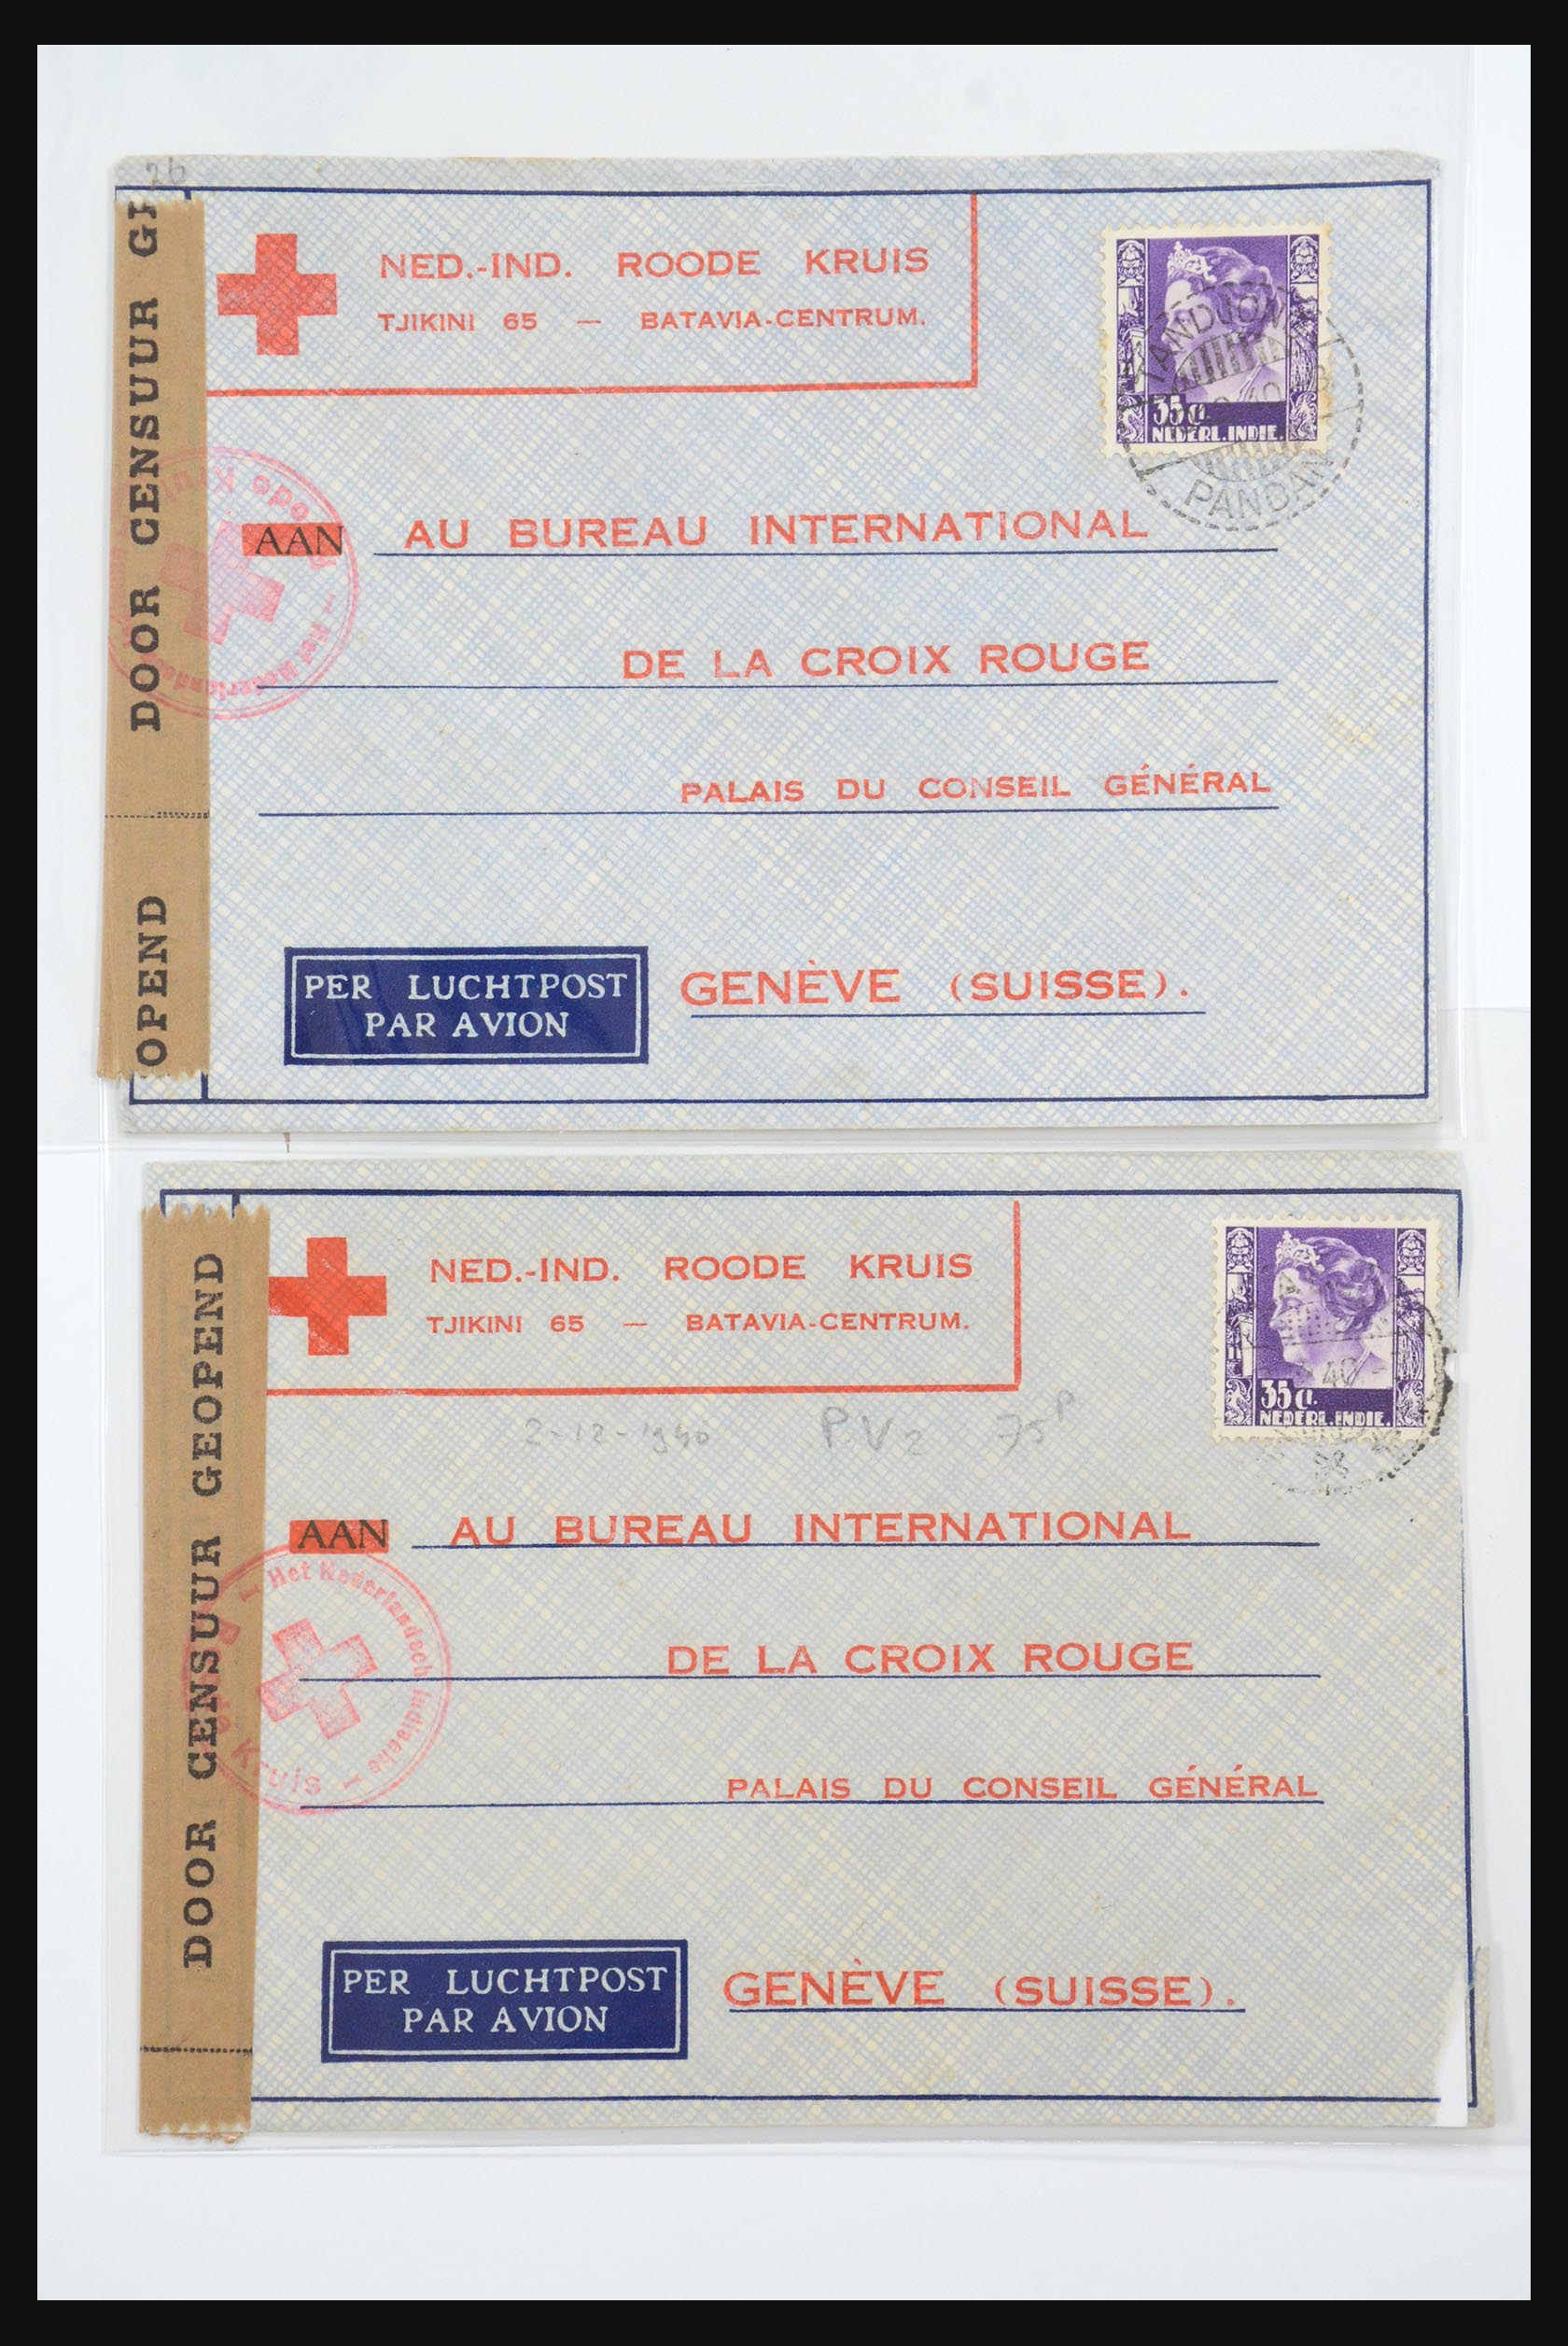 26
NED.-IND. ROODE KRUIS
TJIKINI 65 — BATAVIA-CENTRUM.
35 ct.
NEDERL. INDIE.
TANDJONG
PANDAN
DOOR CENSUUR
OPEND
AAN AU BUREAU INTERNATIONAL
DE LA CROIX ROUGE
PALAIS DU CONSEIL GÉNÉRAL
PER LUCHTPOST
PAR AVION
GENÈVE (SUISSE).
DOOR CENSUUR GEOPEND
NED.-IND. ROODE KRUIS
TJIKINI 65 — BATAVIA-CENTRUM.
35 ct.
NEDERL. INDIE.
40
2-12-1940 P.V. 75P
AAN AU BUREAU INTERNATIONAL
Het Nederlandsch Indische
Kruis
DE LA CROIX ROUGE
PALAIS DU CONSEIL GÉNÉRAL
PER LUCHTPOST
PAR AVION
GENÈVE (SUISSE).